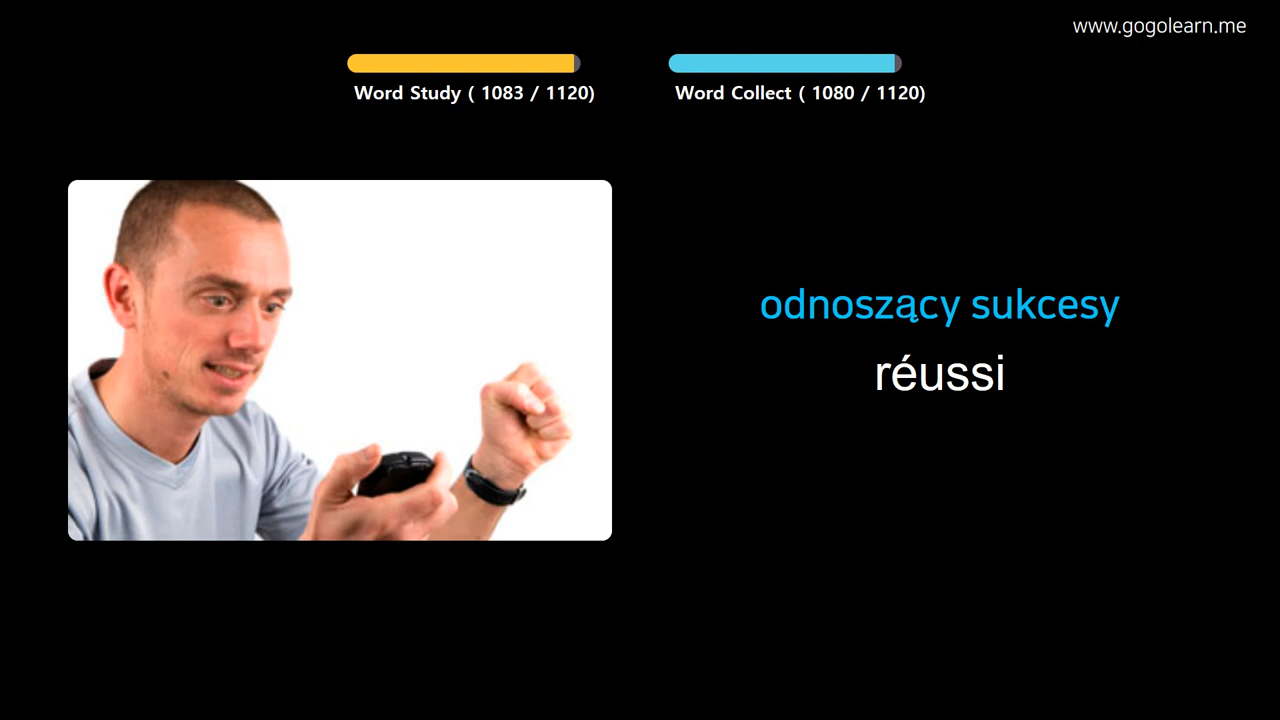 www.gogolearn.me
Word Study ( 1083 / 1120)
Word Collect ( 1080 / 1120)
odnoszący sukcesy
réussi